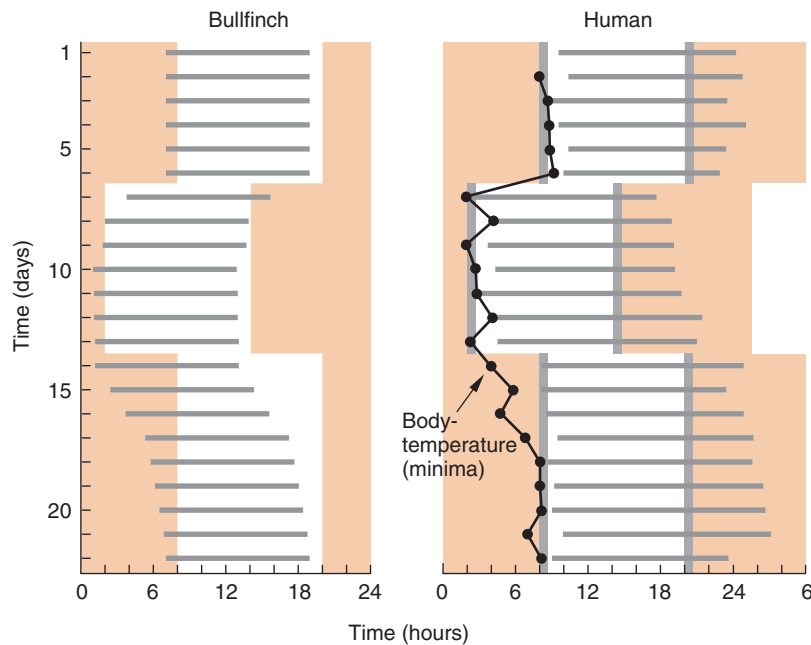 Bullfinch
Human
1
5
10
15
20
Time (days)
Body-
temperature
(minima)
0 6 12 18 24
0 6 12 18 24 6
Time (hours)